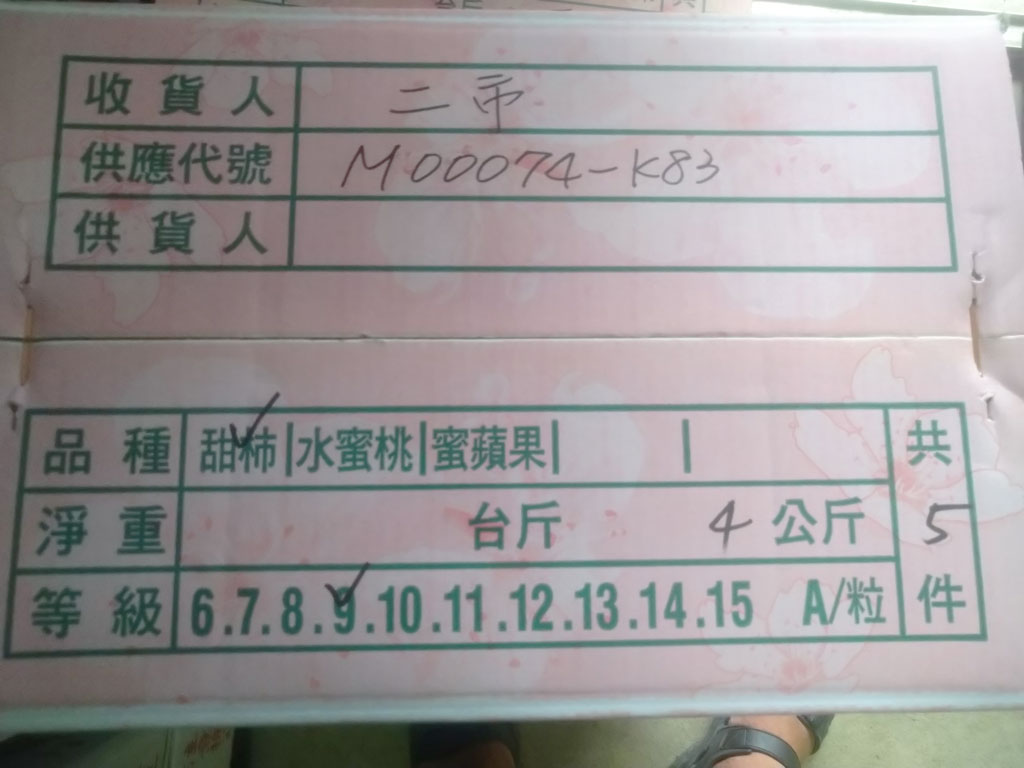 收貨人 二市
供應代號 M00074-K83
供貨人
品種 甜柿|水蜜桃|蜜蘋果| | 共
淨重 台斤 4 公斤 5
等級 6.7.8.9.10.11.12.13.14.15 A/粒 件